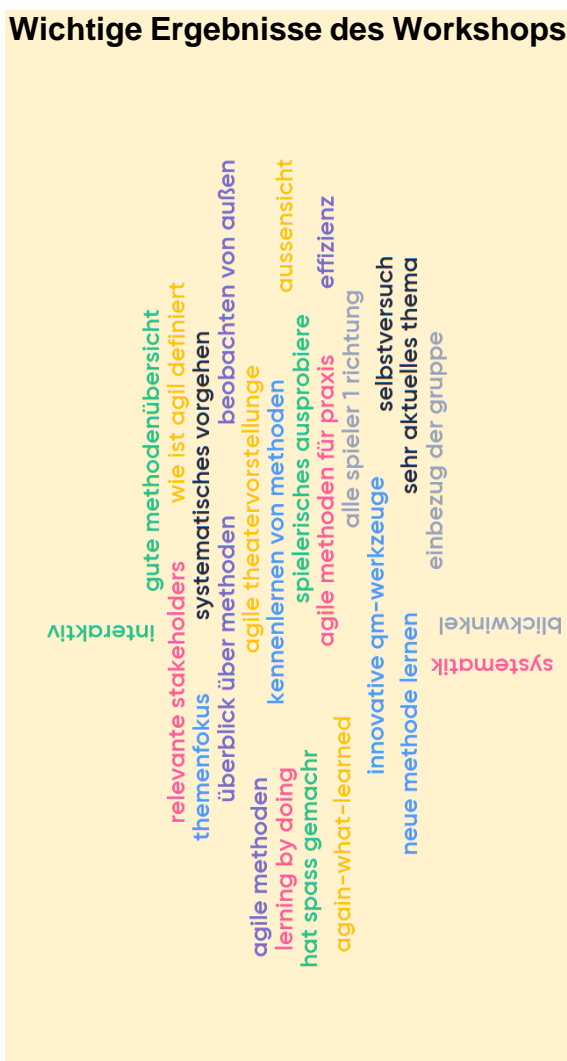 Wichtige Ergebnisse des Workshops
interaktiv
gute methodenübersicht
relevante stakeholders
wie ist agil definiert
themenfokus
systematisches vorgehen
überblick über methoden
beobachten von außen
agile theatervorstellunge
agile methoden
kennenlernen von methoden
lerning by doing
aussensicht
spielerisches ausprobiere
hat spass gemachr
agile methoden für praxis
effizienz
again-what-learned
alle spieler 1 richtung
innovative qm-werkzeuge
selbstversuch
neue methode lernen
sehr aktuelles thema
einbezug der gruppe
blickwinkel
systematik